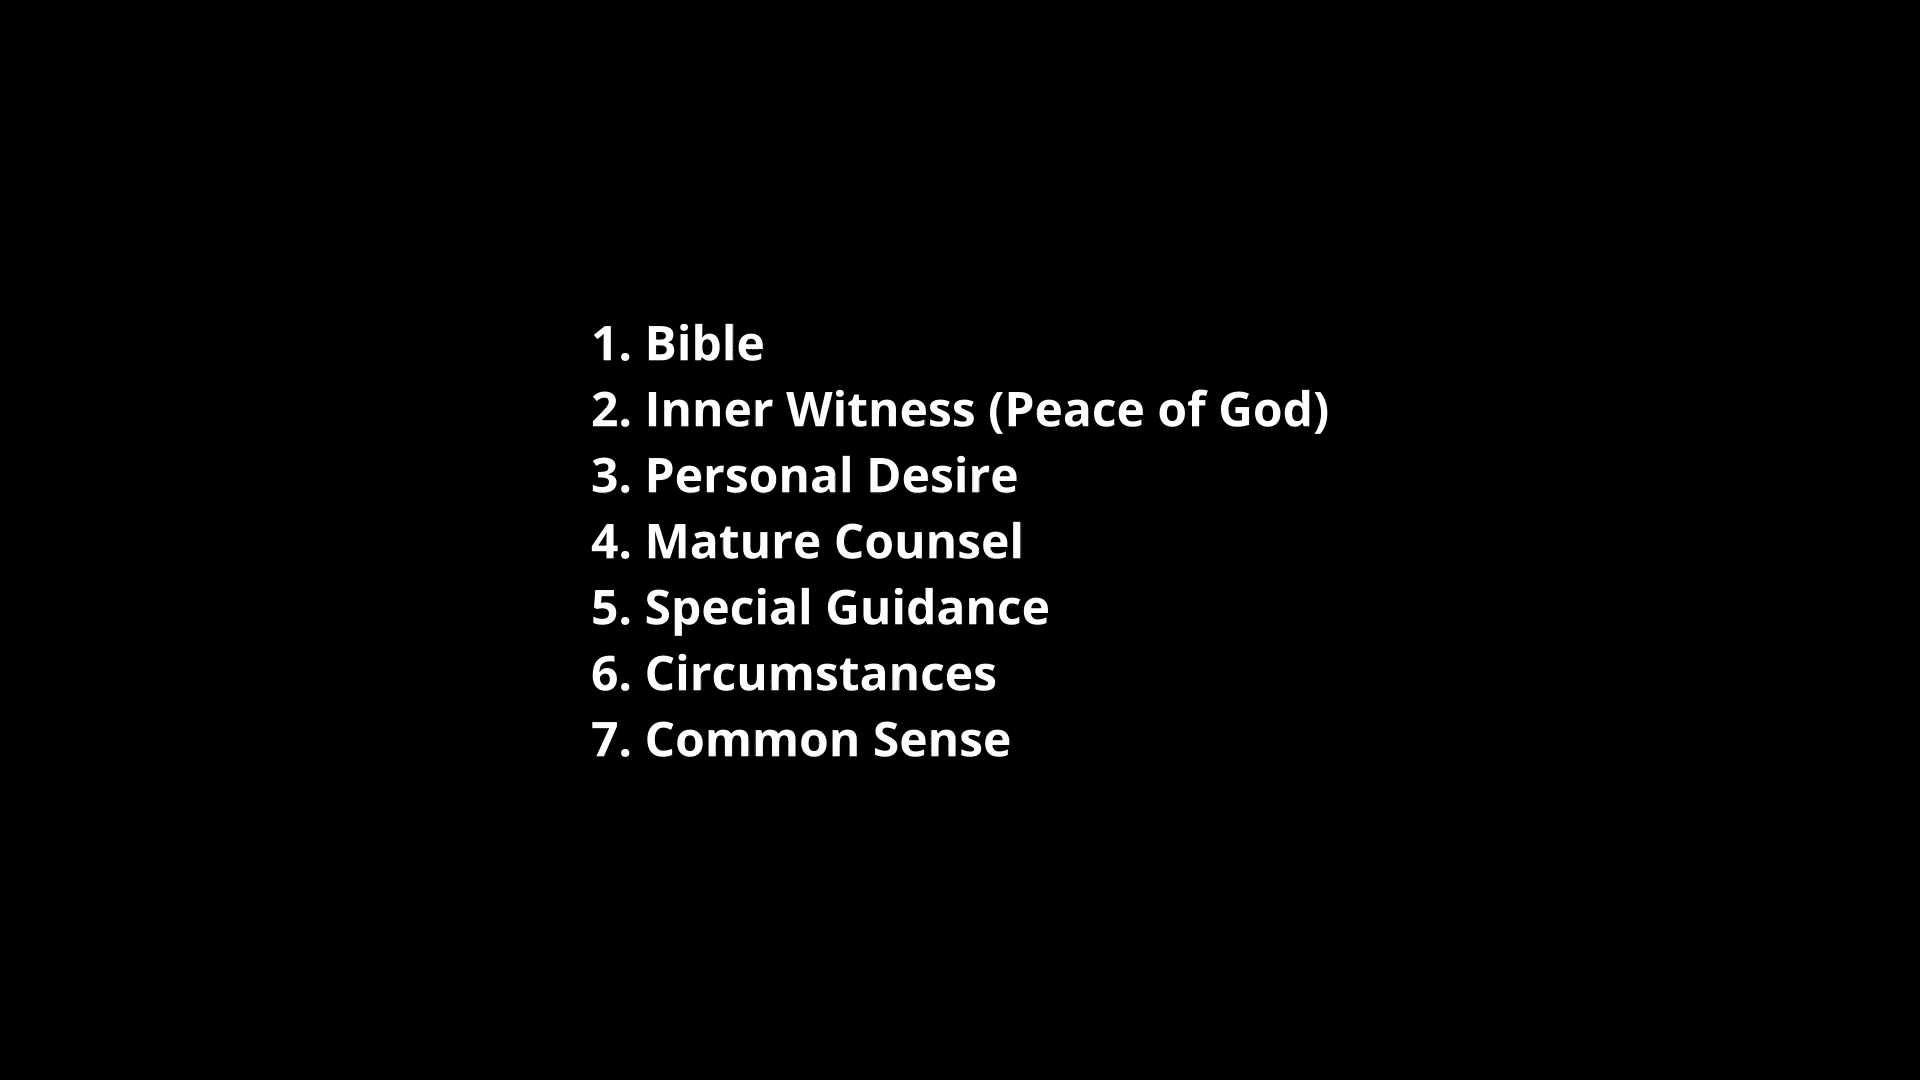 1. Bible
2. Inner Witness (Peace of God)
3. Personal Desire
4. Mature Counsel
5. Special Guidance
6. Circumstances
7. Common Sense